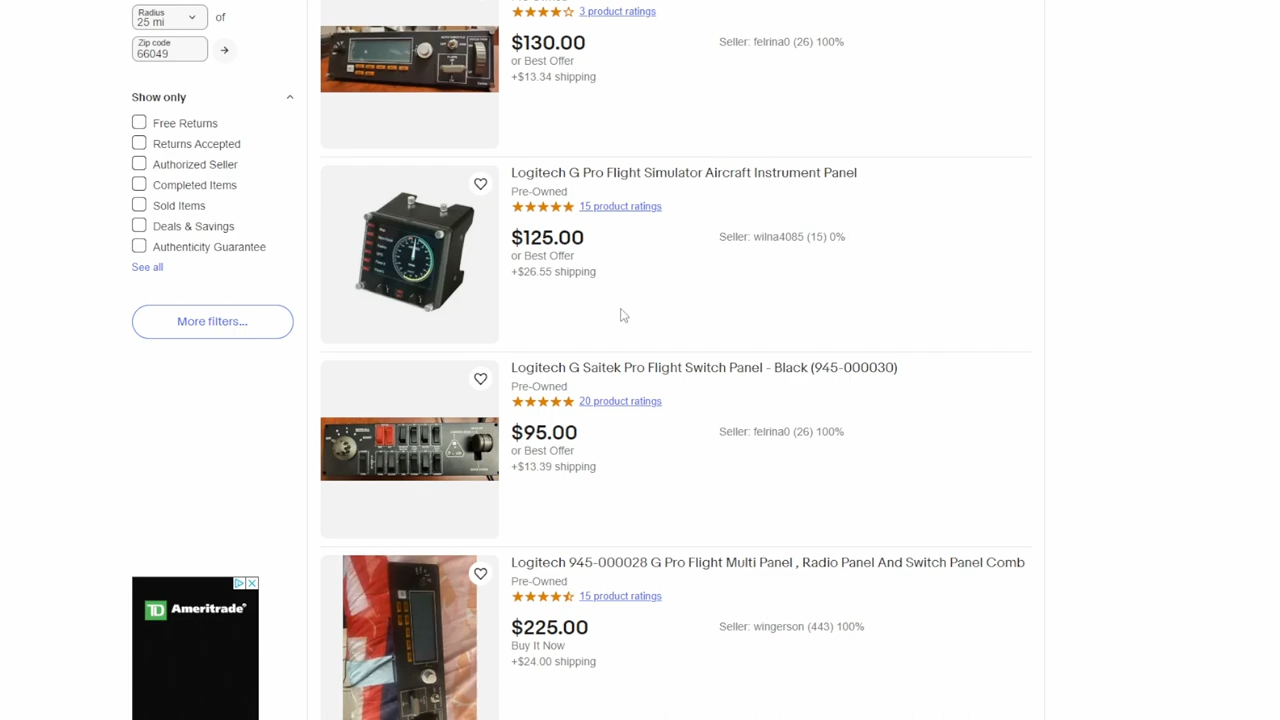 Radius
25 mi
of
Zip code
66049
Show only
Free Returns
Returns Accepted
Authorized Seller
Completed Items
Sold Items
Deals & Savings
Authenticity Guarantee
See all
More filters...
TD Ameritrade
3 product ratings
$130.00
or Best Offer
+$13.34 shipping
Seller: felrina0 (26) 100%
Logitech G Pro Flight Simulator Aircraft Instrument Panel
Pre-Owned
15 product ratings
$125.00
or Best Offer
+$26.55 shipping
Seller: wilna4085 (15) 0%
Logitech G Saitek Pro Flight Switch Panel - Black (945-000030)
Pre-Owned
20 product ratings
$95.00
or Best Offer
+$13.39 shipping
Seller: felrina0 (26) 100%
Logitech 945-000028 G Pro Flight Multi Panel , Radio Panel And Switch Panel Comb
Pre-Owned
15 product ratings
$225.00
Buy It Now
+$24.00 shipping
Seller: wingerson (443) 100%